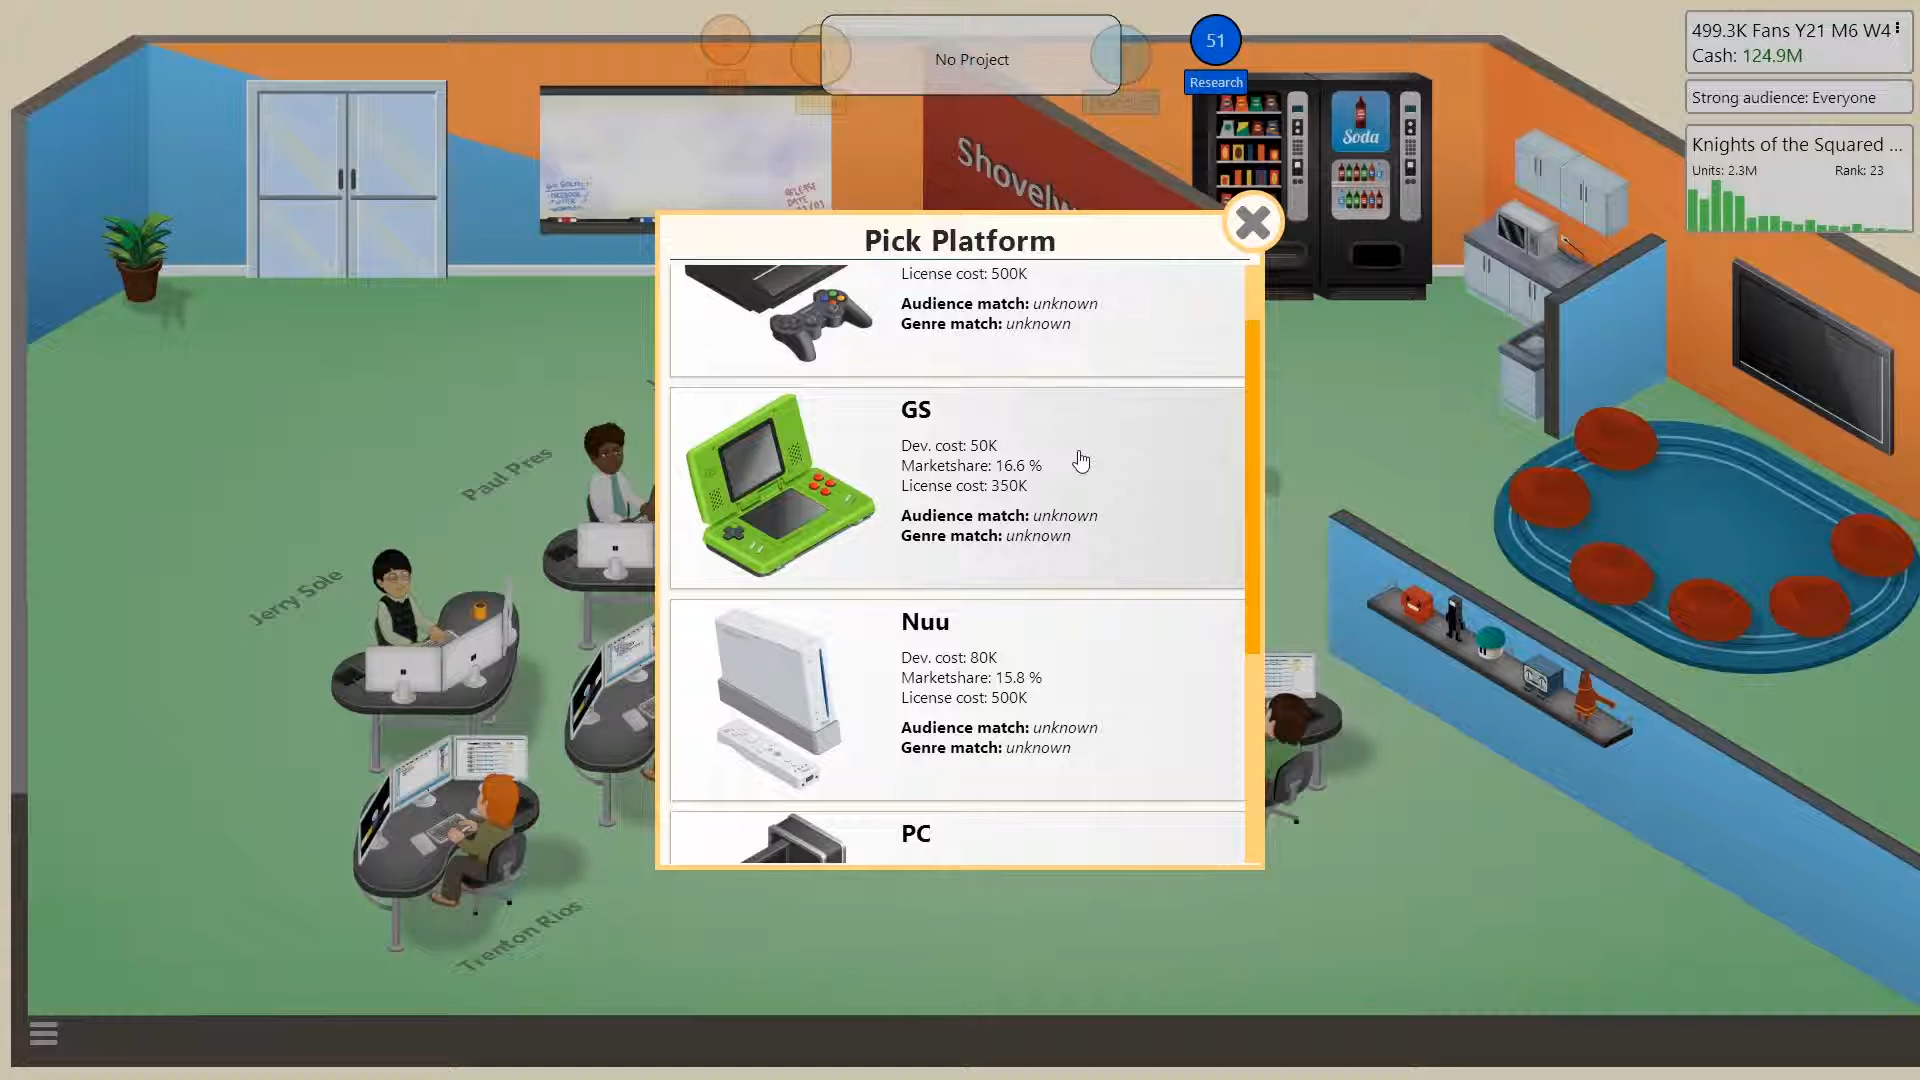 51
Research
No Project
499.3K Fans Y21 M6 W4
Cash: 124.9M
Strong audience: Everyone
Knights of the Squared ...
Units: 2.3M
Rank: 23
Soda
RELEASE
DATE
Pick Platform
License cost: 500K
Audience match: unknown
Genre match: unknown
GS
Dev. cost: 50K
Marketshare: 16.6 %
License cost: 350K
Audience match: unknown
Genre match: unknown
Nuu
Dev. cost: 80K
Marketshare: 15.8 %
License cost: 500K
Audience match: unknown
Genre match: unknown
PC
Paul Pres
Jerry Sole
Trenton Rios